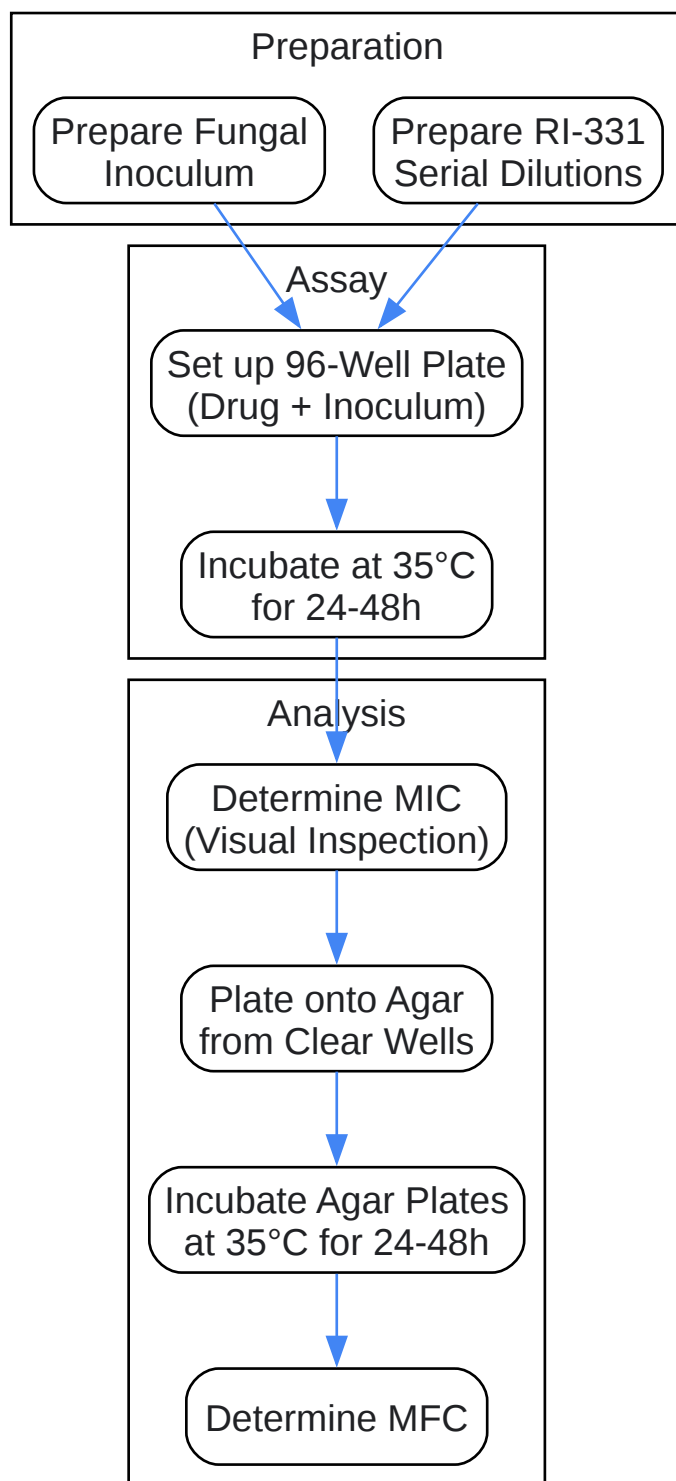 Preparation
Prepare Fungal
Inoculum
Prepare RI-331
Serial Dilutions
Assay
Set up 96-Well Plate
(Drug + Inoculum)
Incubate at 35°C
for 24-48h
Analysis
Determine MIC
(Visual Inspection)
Plate onto Agar
from Clear Wells
Incubate Agar Plates
at 35°C for 24-48h
Determine MFC